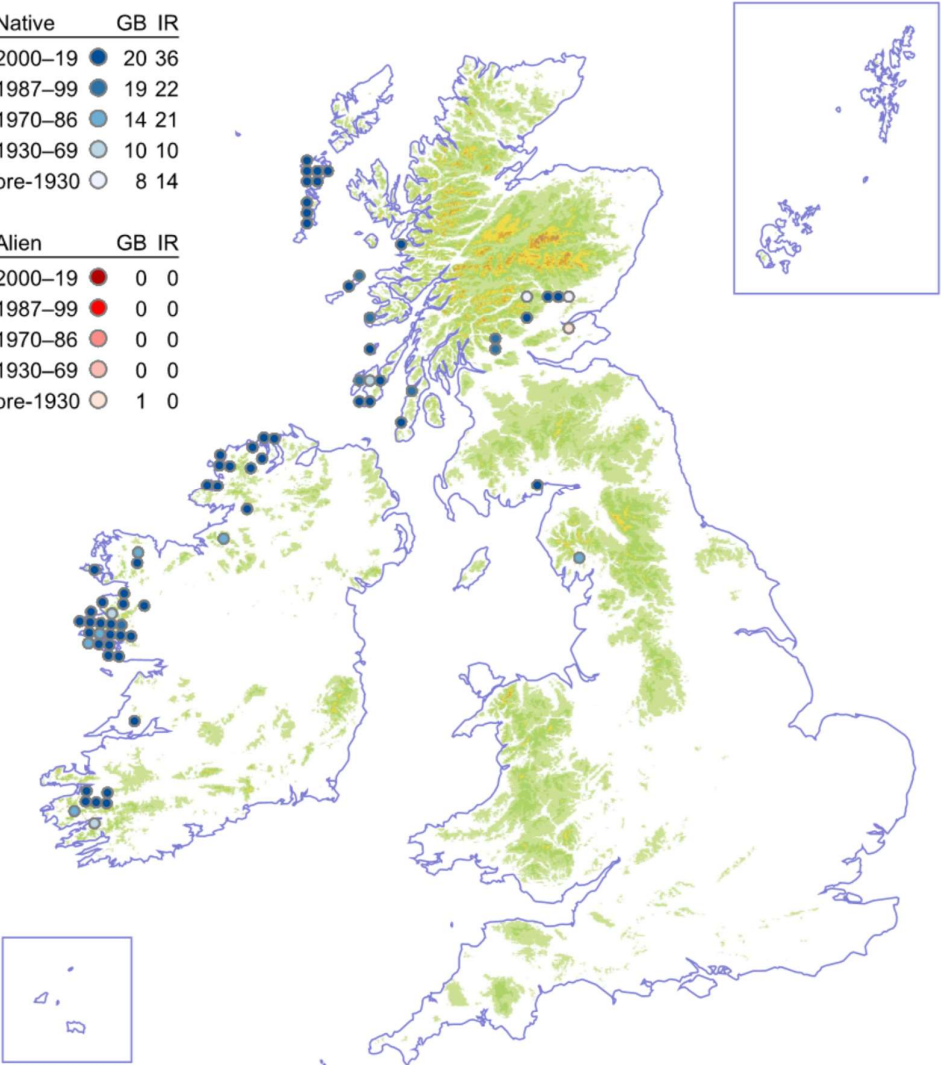 Native GB IR
2000–19 20 36
1987–99 19 22
1970–86 14 21
1930–69 10 10
pre-1930 8 14
Alien GB IR
2000–19 0 0
1987–99 0 0
1970–86 0 0
1930–69 0 0
pre-1930 1 0